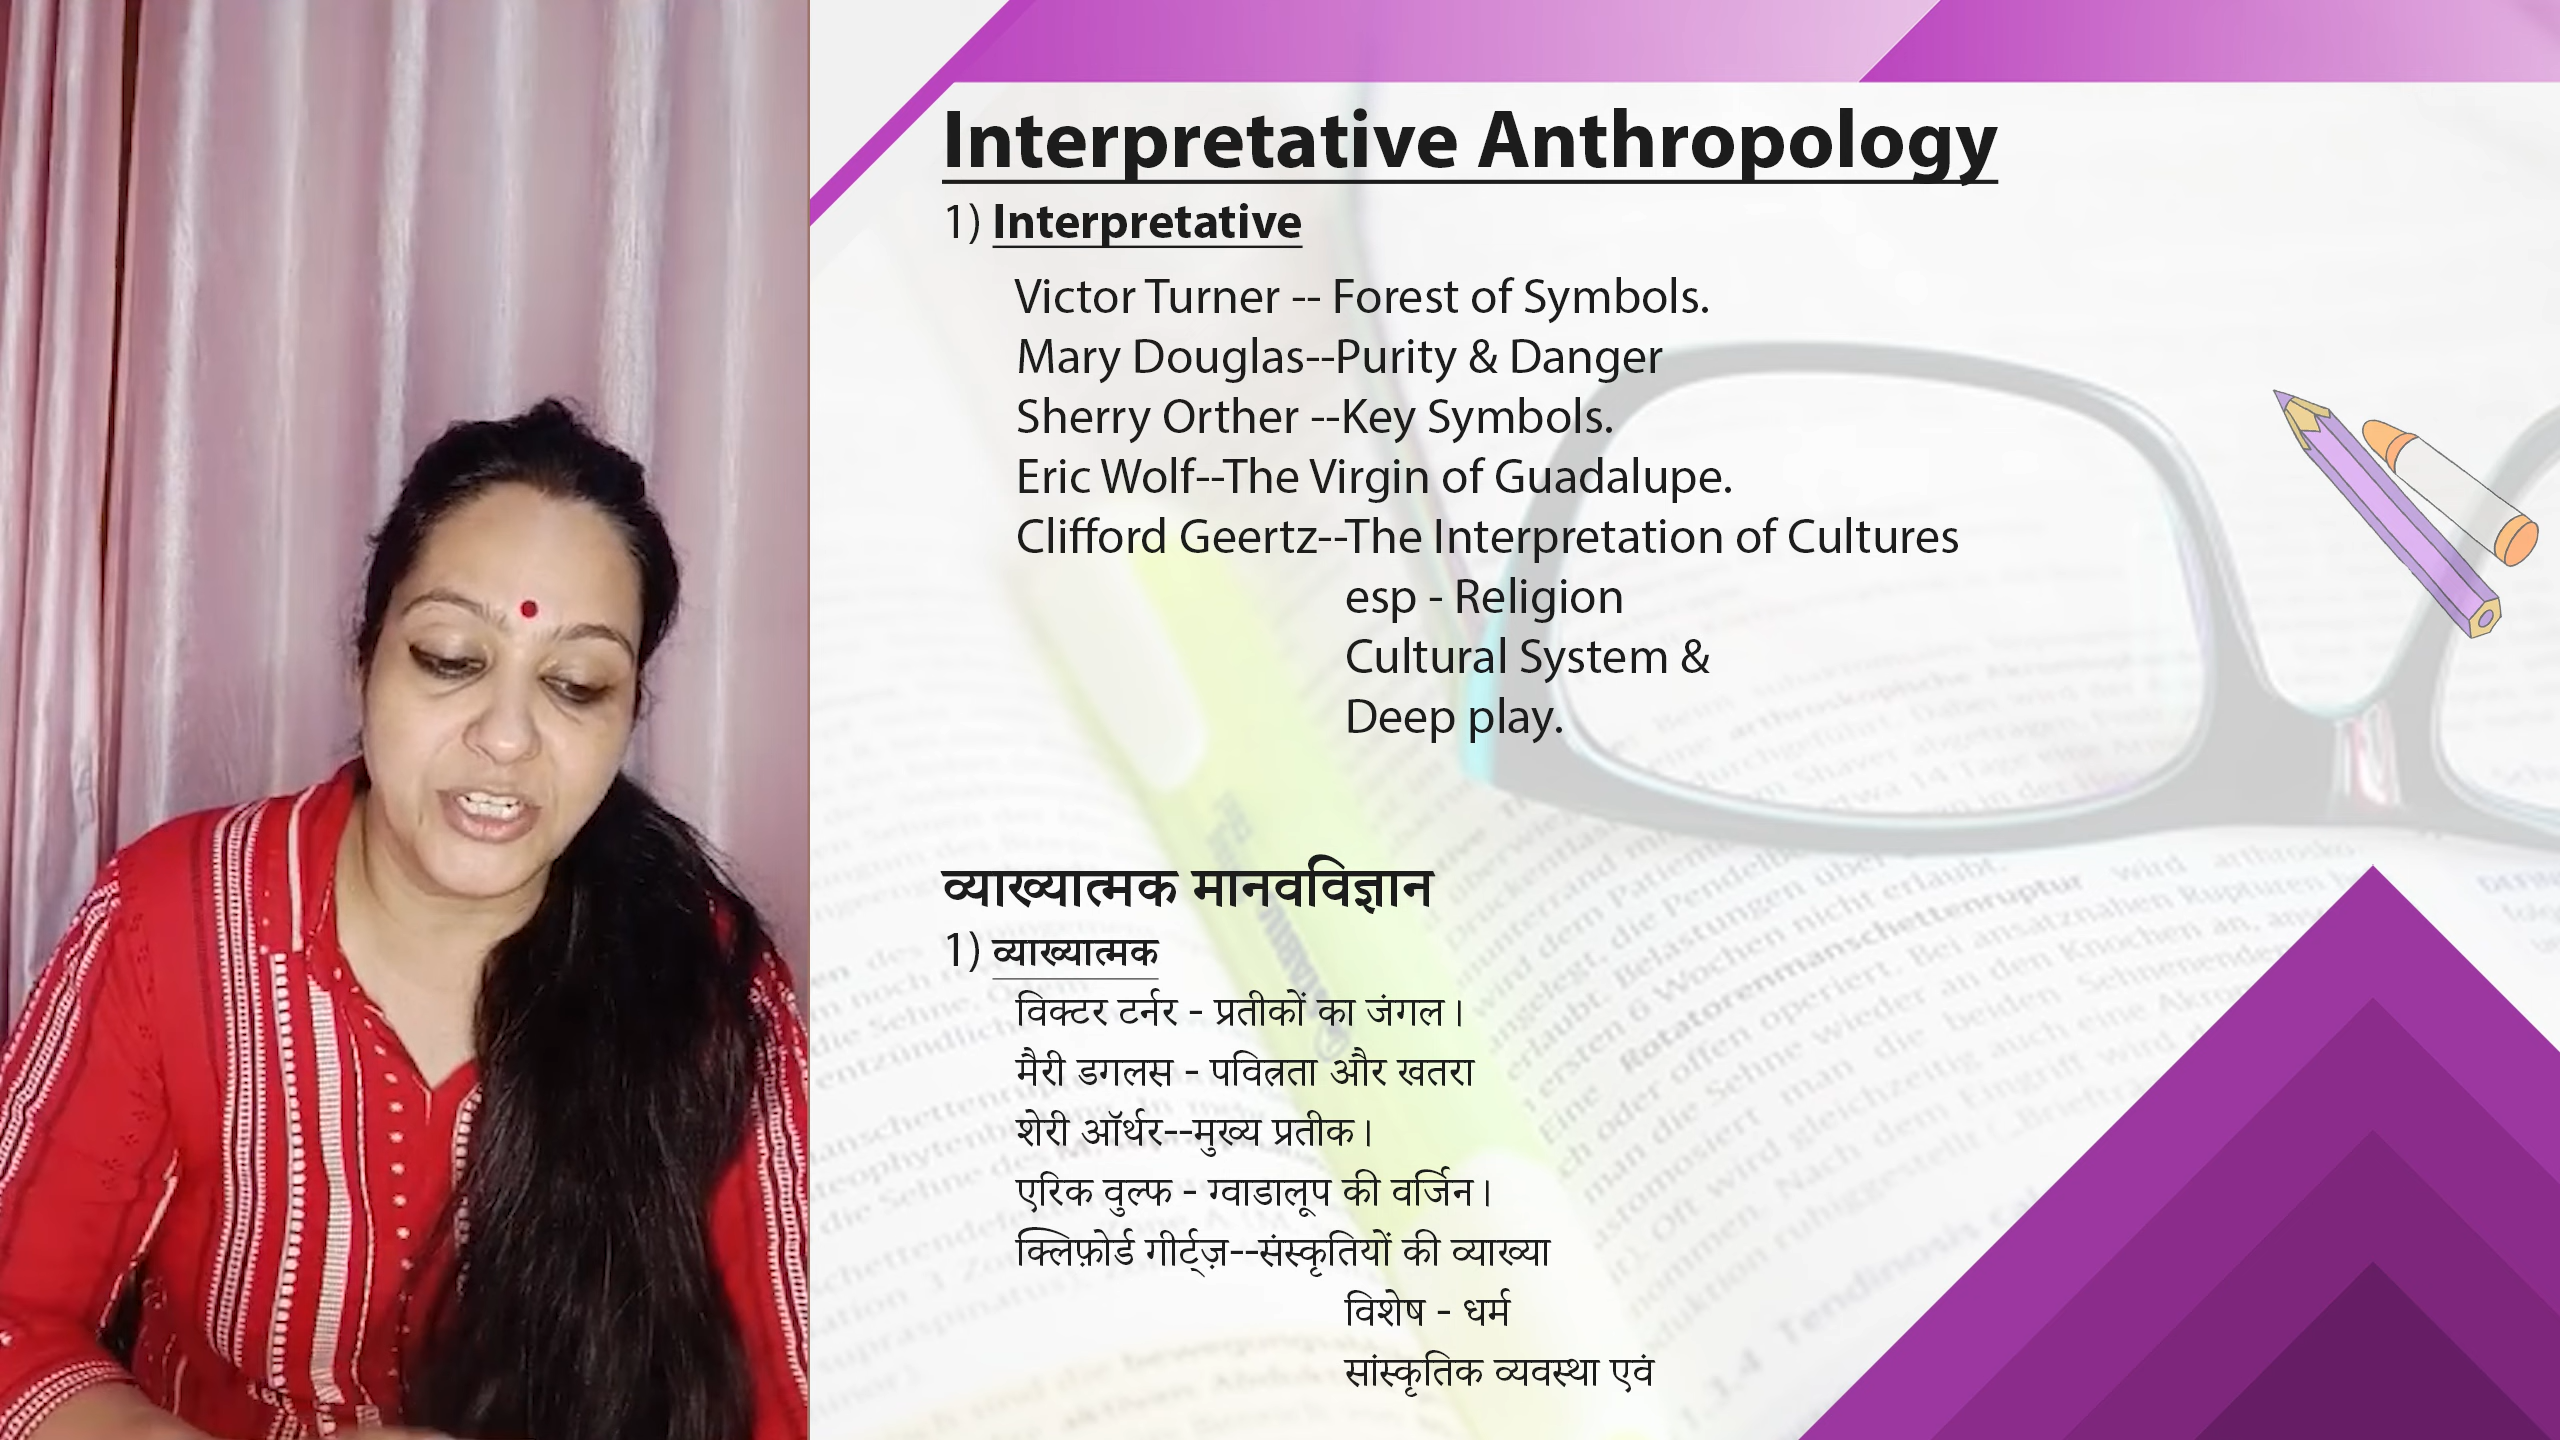 Interpretative Anthropology
1) Interpretative
Victor Turner -- Forest of Symbols.
Mary Douglas--Purity & Danger
Sherry Orther --Key Symbols.
Eric Wolf--The Virgin of Guadalupe.
Clifford Geertz--The Interpretation of Cultures
esp - Religion
Cultural System &
Deep play.
व्याख्यात्मक मानवविज्ञान
1) व्याख्यात्मक
विक्टर टर्नर - प्रतीकों का जंगल।
मैरी डगलस - पवित्रता और खतरा
शेरी ऑर्थर--मुख्य प्रतीक।
एरिक वुल्फ - ग्वाडालूप की वर्जिन।
क्लिफ़ोर्ड गीर्ट्ज़--संस्कृतियों की व्याख्या
विशेष - धर्म
सांस्कृतिक व्यवस्था एवं